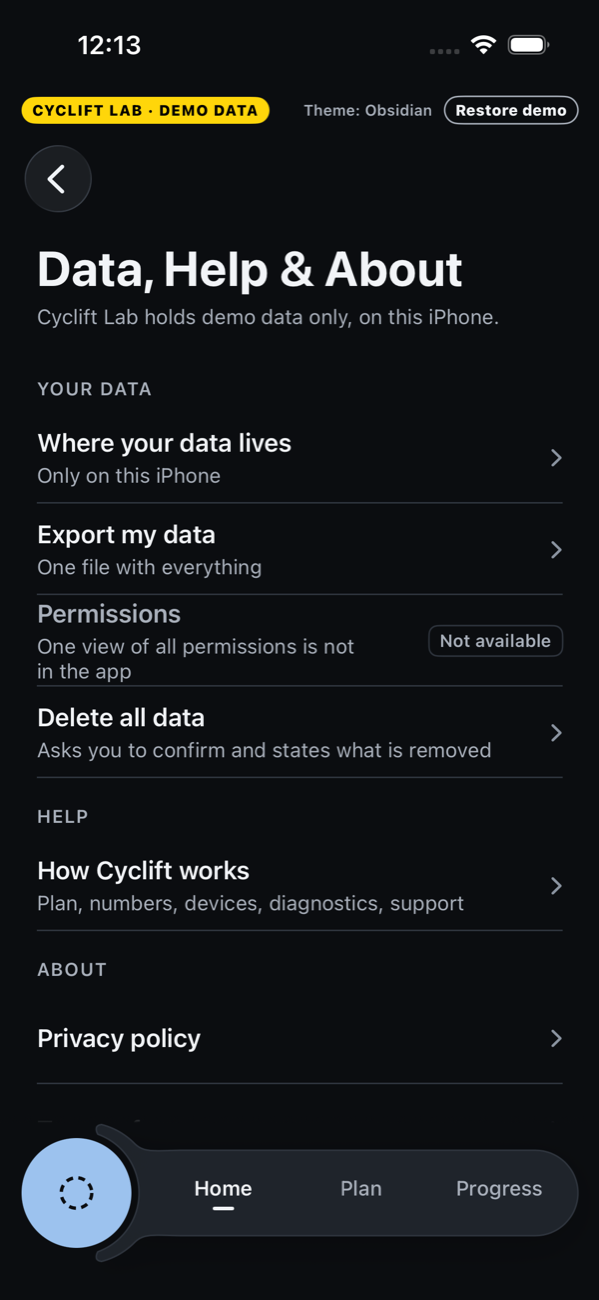 12:13
CYCLIFT LAB · DEMO DATA
Theme: Obsidian
Restore demo
Data, Help & About
Cyclift Lab holds demo data only, on this iPhone.
YOUR DATA
Where your data lives
Only on this iPhone
Export my data
One file with everything
Permissions
One view of all permissions is not
in the app
Not available
Delete all data
Asks you to confirm and states what is removed
HELP
How Cyclift works
Plan, numbers, devices, diagnostics, support
ABOUT
Privacy policy
Home
Plan
Progress